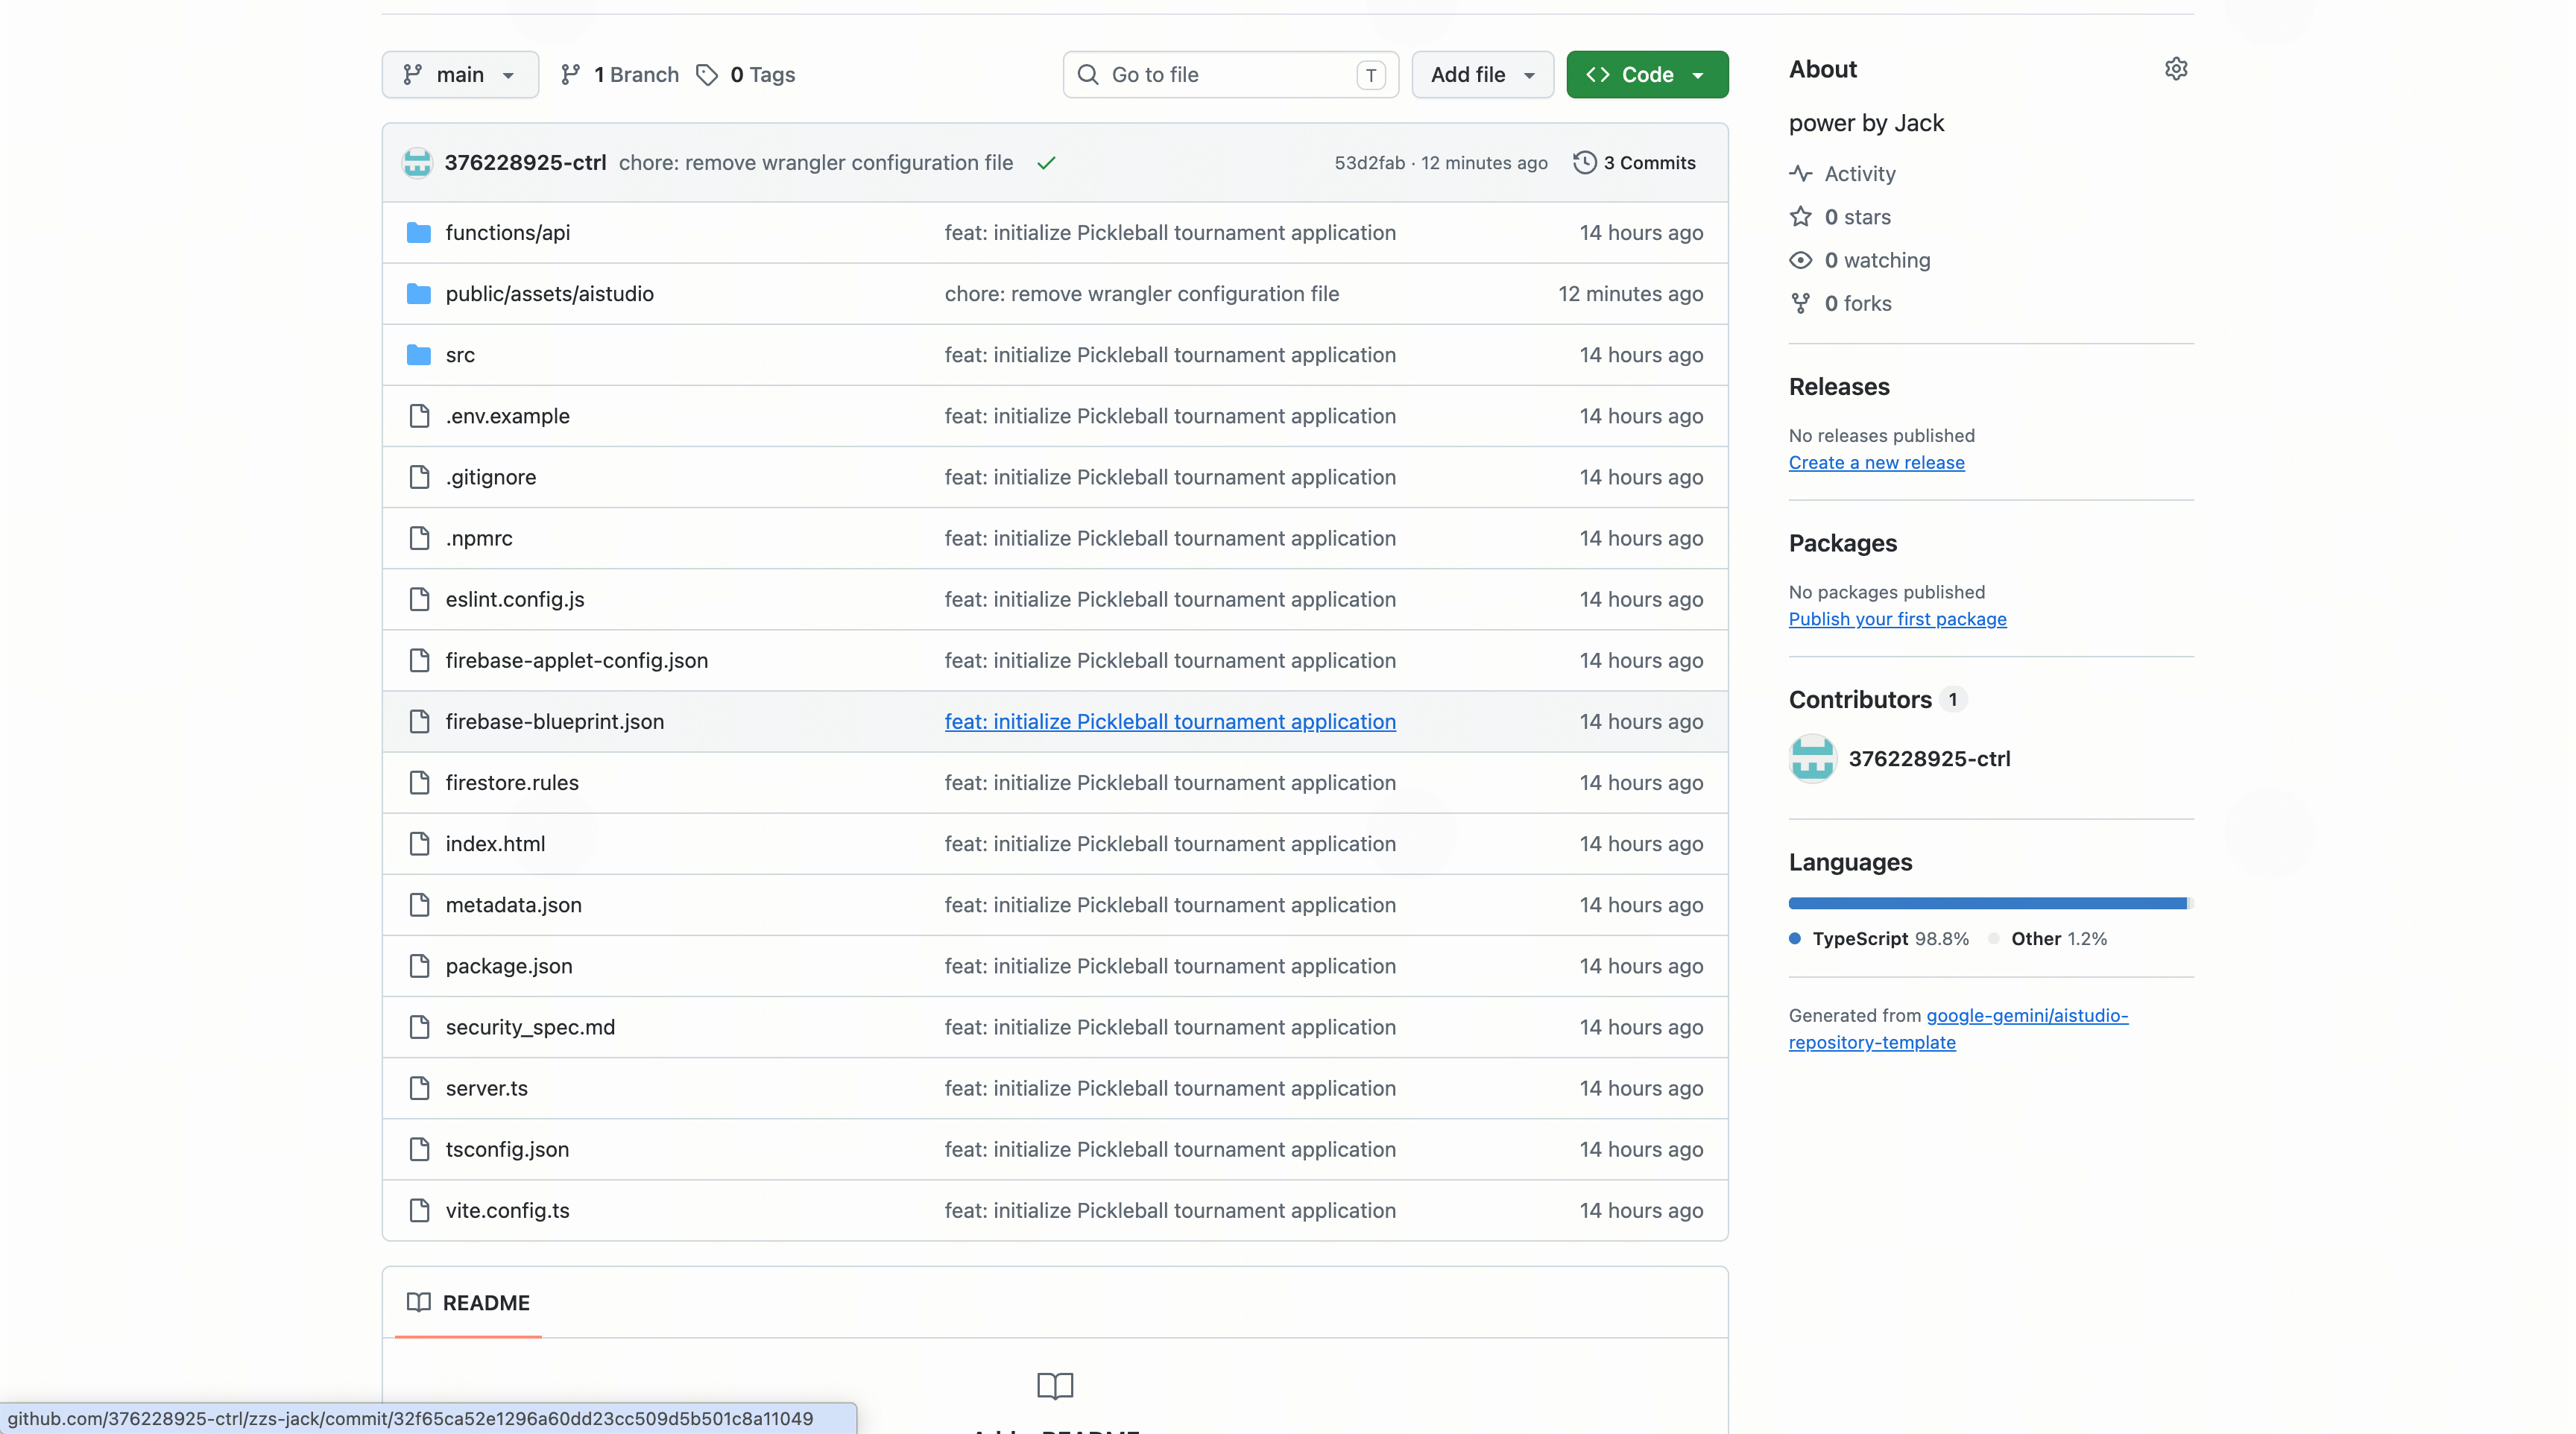 main
1 Branch
0 Tags
Go to file
T
Add file
Code
376228925-ctrl chore: remove wrangler configuration file
53d2fab · 12 minutes ago
3 Commits
functions/api feat: initialize Pickleball tournament application 14 hours ago
public/assets/aistudio chore: remove wrangler configuration file 12 minutes ago
src feat: initialize Pickleball tournament application 14 hours ago
.env.example feat: initialize Pickleball tournament application 14 hours ago
.gitignore feat: initialize Pickleball tournament application 14 hours ago
.npmrc feat: initialize Pickleball tournament application 14 hours ago
eslint.config.js feat: initialize Pickleball tournament application 14 hours ago
firebase-applet-config.json feat: initialize Pickleball tournament application 14 hours ago
firebase-blueprint.json feat: initialize Pickleball tournament application 14 hours ago
firestore.rules feat: initialize Pickleball tournament application 14 hours ago
index.html feat: initialize Pickleball tournament application 14 hours ago
metadata.json feat: initialize Pickleball tournament application 14 hours ago
package.json feat: initialize Pickleball tournament application 14 hours ago
security_spec.md feat: initialize Pickleball tournament application 14 hours ago
server.ts feat: initialize Pickleball tournament application 14 hours ago
tsconfig.json feat: initialize Pickleball tournament application 14 hours ago
vite.config.ts feat: initialize Pickleball tournament application 14 hours ago
README
github.com/376228925-ctrl/zzs-jack/commit/32f65ca52e1296a60dd23cc509d5b501c8a11049
About
power by Jack
Activity
0 stars
0 watching
0 forks
Releases
No releases published
Create a new release
Packages
No packages published
Publish your first package
Contributors 1
376228925-ctrl
Languages
TypeScript 98.8% Other 1.2%
Generated from google-gemini/aistudio-
repository-template